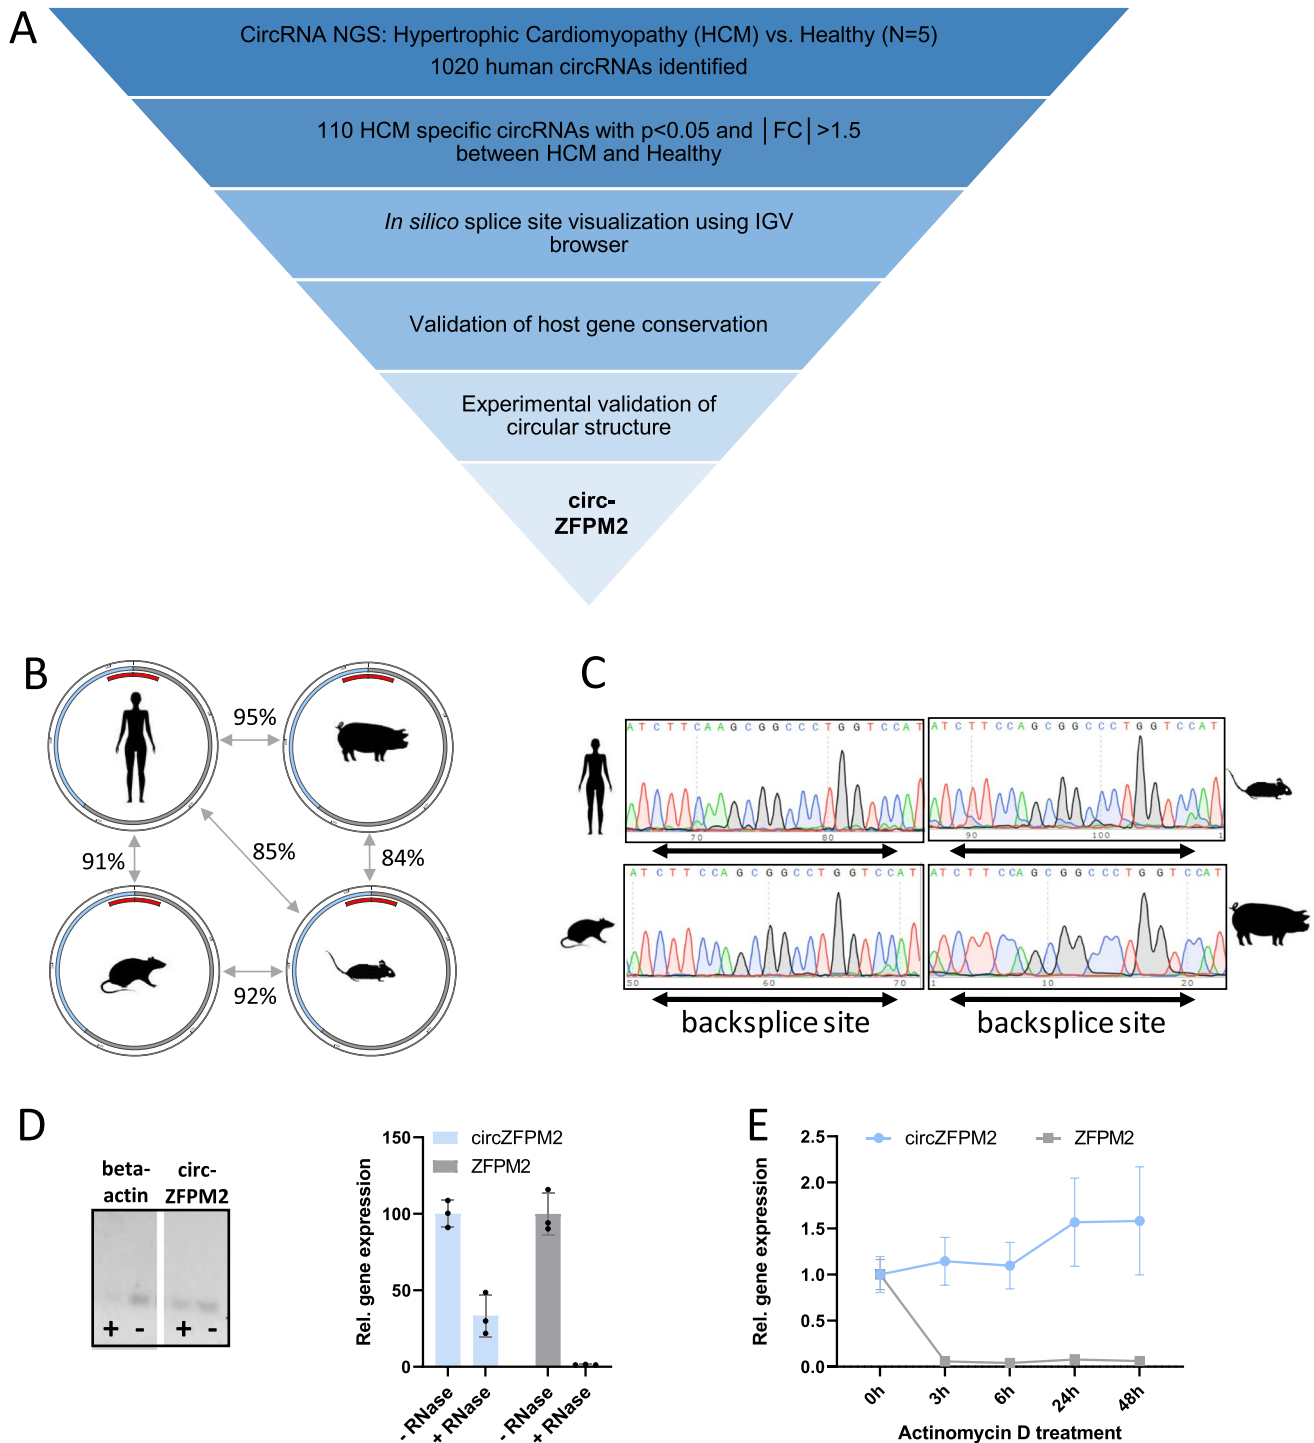 A
CircRNA NGS: Hypertrophic Cardiomyopathy (HCM) vs. Healthy (N=5)
1020 human circRNAs identified
110 HCM specific circRNAs with p<0.05 and |FC|>1.5
between HCM and Healthy
In silico splice site visualization using IGV
browser
Validation of host gene conservation
Experimental validation of
circular structure
circ-
ZFPM2
B
95%
91%
85%
84%
92%
C
ATCTTCAAGCGGCCCTGGTCCAT
70 80
ATCTTCCAGCGGCCCTGGTCCAT
90 100 1
ATCTTCCAGCGGCCTGGTCCAT
50 60 70
ATCTTCCAGCGGCCCTGGTCCAT
1 10 20
backsplice site
backsplice site
D
beta-
actin
circ-
ZFPM2
+ - + -
Rel. gene expression
150
100
50
0
circZFPM2
ZFPM2
- RNase
+ RNase
- RNase
+ RNase
E
Rel. gene expression
2.5
2.0
1.5
1.0
0.5
0.0
circZFPM2
ZFPM2
0h
3h
6h
24h
48h
Actinomycin D treatment